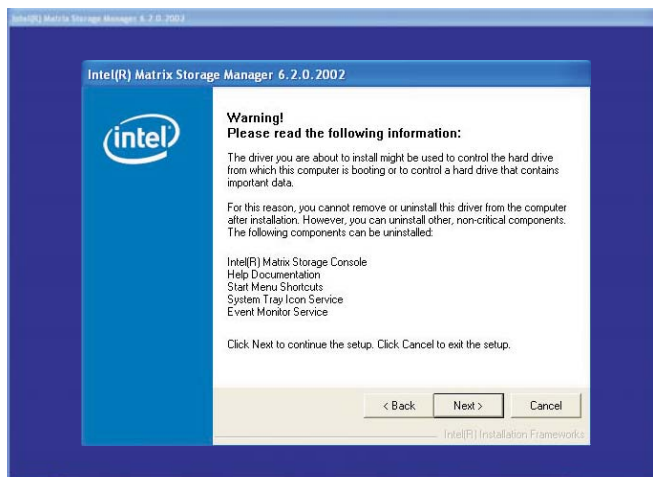 Intel(R) Matrix Storage Manager 6.2.0.2002
Intel(R) Matrix Storage Manager 6.2.0.2002
intel
Warning!
Please read the following information:
The driver you are about to install might be used to control the hard drive
from which this computer is booting or to control a hard drive that contains
important data.
For this reason, you cannot remove or uninstall this driver from the computer
after installation. However, you can uninstall other, non-critical components.
The following components can be uninstalled:
Intel(R) Matrix Storage Console
Help Documentation
Start Menu Shortcuts
System Tray Icon Service
Event Monitor Service
Click Next to continue the setup. Click Cancel to exit the setup.
< Back
Next >
Cancel
Intel(R) Installation Frameworks